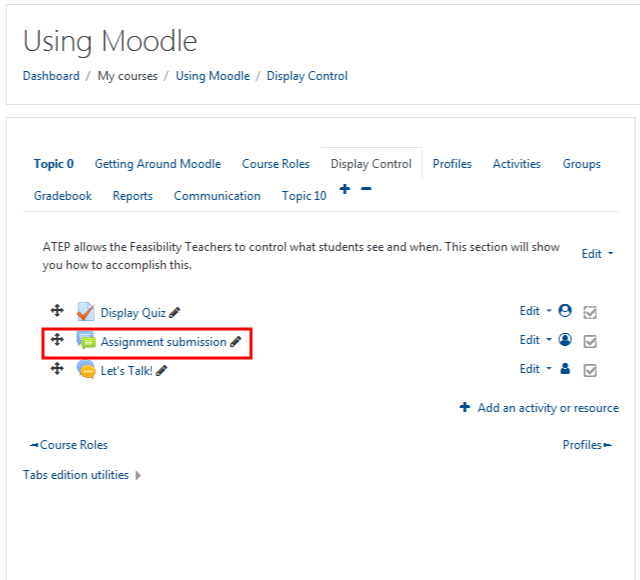 Using Moodle
Dashboard / My courses / Using Moodle / Display Control
Topic 0 Getting Around Moodle Course Roles Display Control Profiles Activities Groups
Gradebook Reports Communication Topic 10
ATEP allows the Feasibility Teachers to control what students see and when. This section will show Edit
you how to accomplish this.
Display Quiz Edit
Assignment submission Edit
Let's Talk! Edit
Add an activity or resource
◄Course Roles Profiles►
Tabs edition utilities